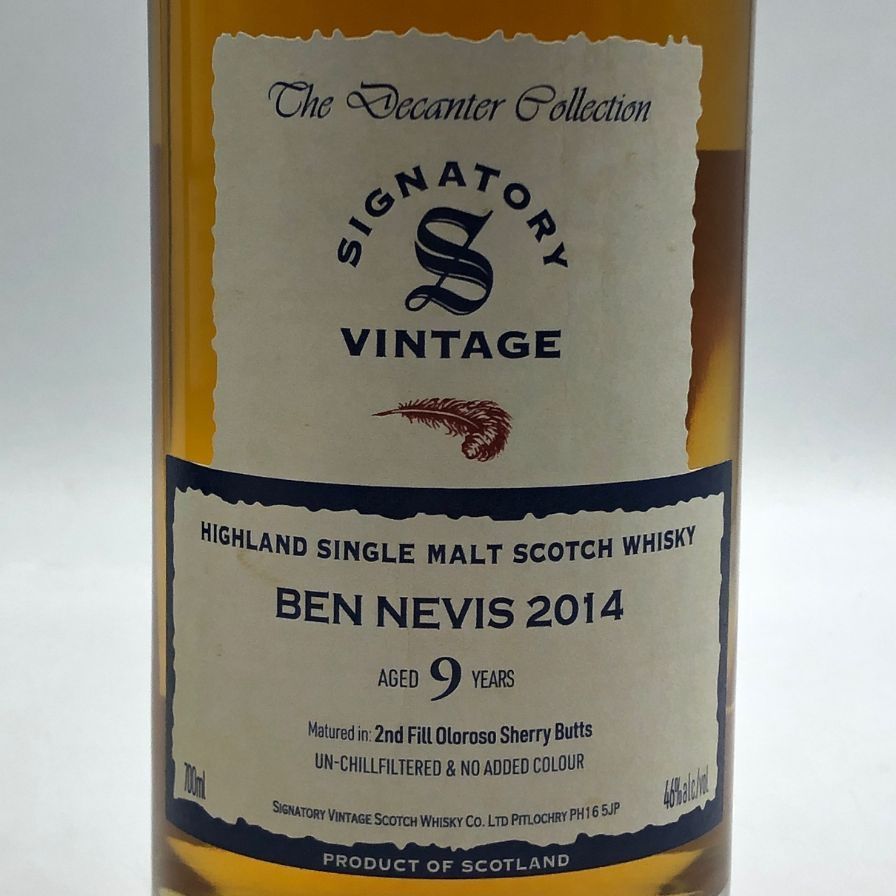 The Decanter Collection
SIGNATORY
S
VINTAGE
HIGHLAND SINGLE MALT SCOTCH WHISKY
BEN NEVIS 2014
AGED 9 YEARS
Matured in: 2nd Fill Oloroso Sherry Butts
UN-CHILLFILTERED & NO ADDED COLOUR
700ml
46%alc./vol
SIGNATORY VINTAGE SCOTCH WHISKY CO. LTD PITLOCHRY PH16 5JP
PRODUCT OF SCOTLAND